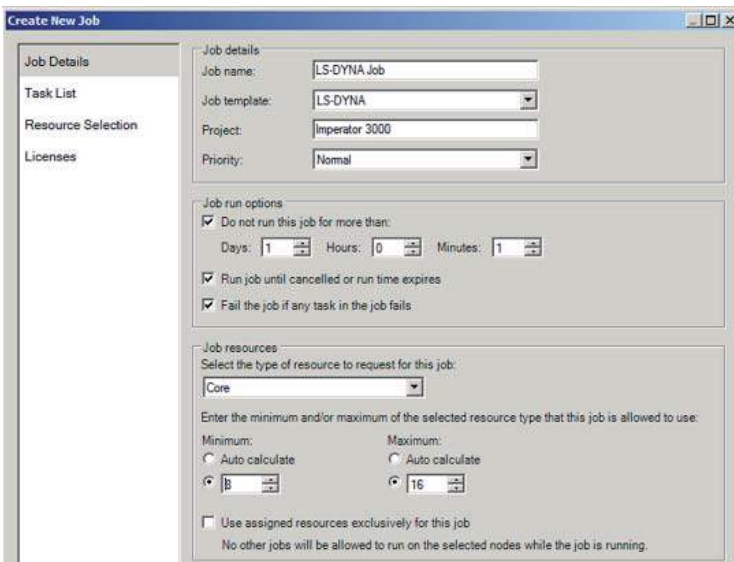 Create New Job
Job Details
Task List
Resource Selection
Licenses
Job details
Job name: LS-DYNA Job
Job template: LS-DYNA
Project: Imperator 3000
Priority: Normal
Job run options
Do not run this job for more than:
Days: 1 Hours: 0 Minutes: 1
Run job until cancelled or run time expires
Fail the job if any task in the job fails
Job resources
Select the type of resource to request for this job:
Core
Enter the minimum and/or maximum of the selected resource type that this job is allowed to use:
Minimum: Maximum:
Auto calculate Auto calculate
8 16
Use assigned resources exclusively for this job
No other jobs will be allowed to run on the selected nodes while the job is running.